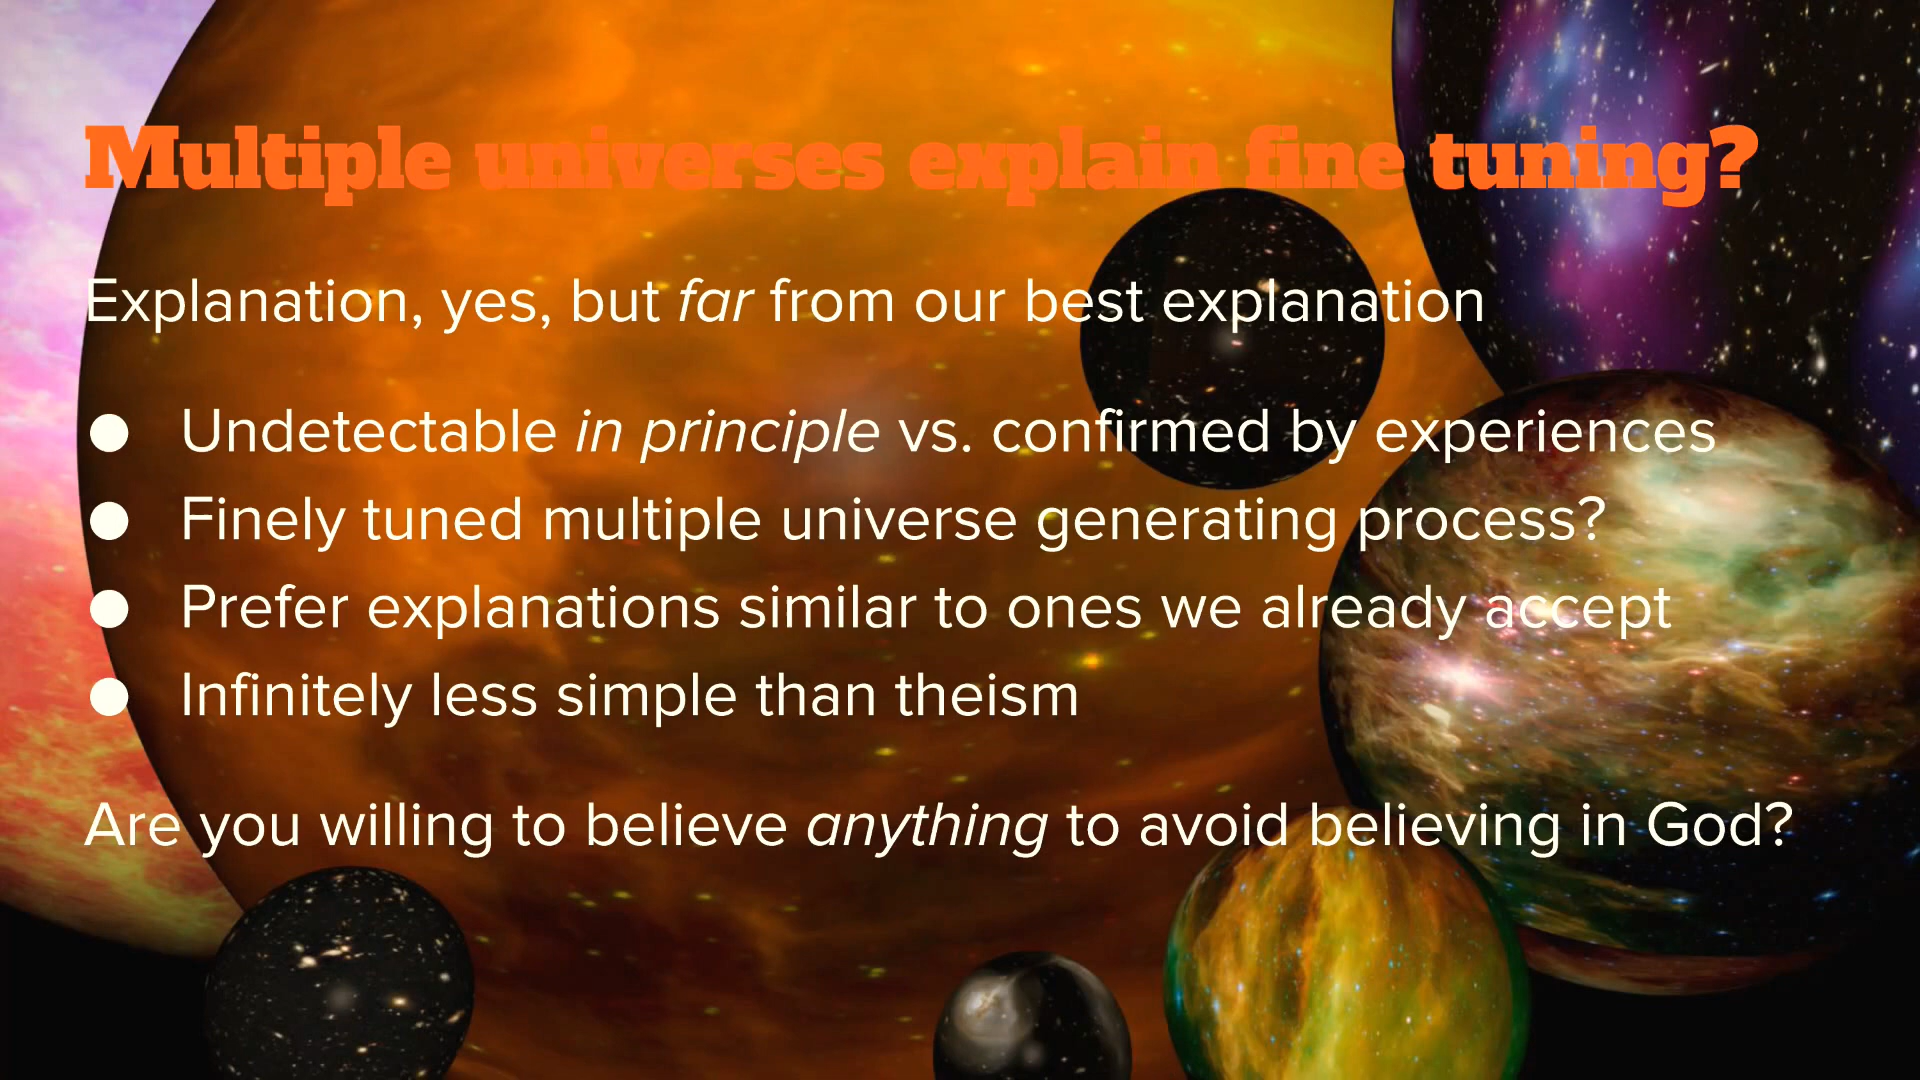 Multiple universes explain fine tuning?
Explanation, yes, but far from our best explanation
● Undetectable in principle vs. confirmed by experiences
● Finely tuned multiple universe generating process?
● Prefer explanations similar to ones we already accept
● Infinitely less simple than theism
Are you willing to believe anything to avoid believing in God?